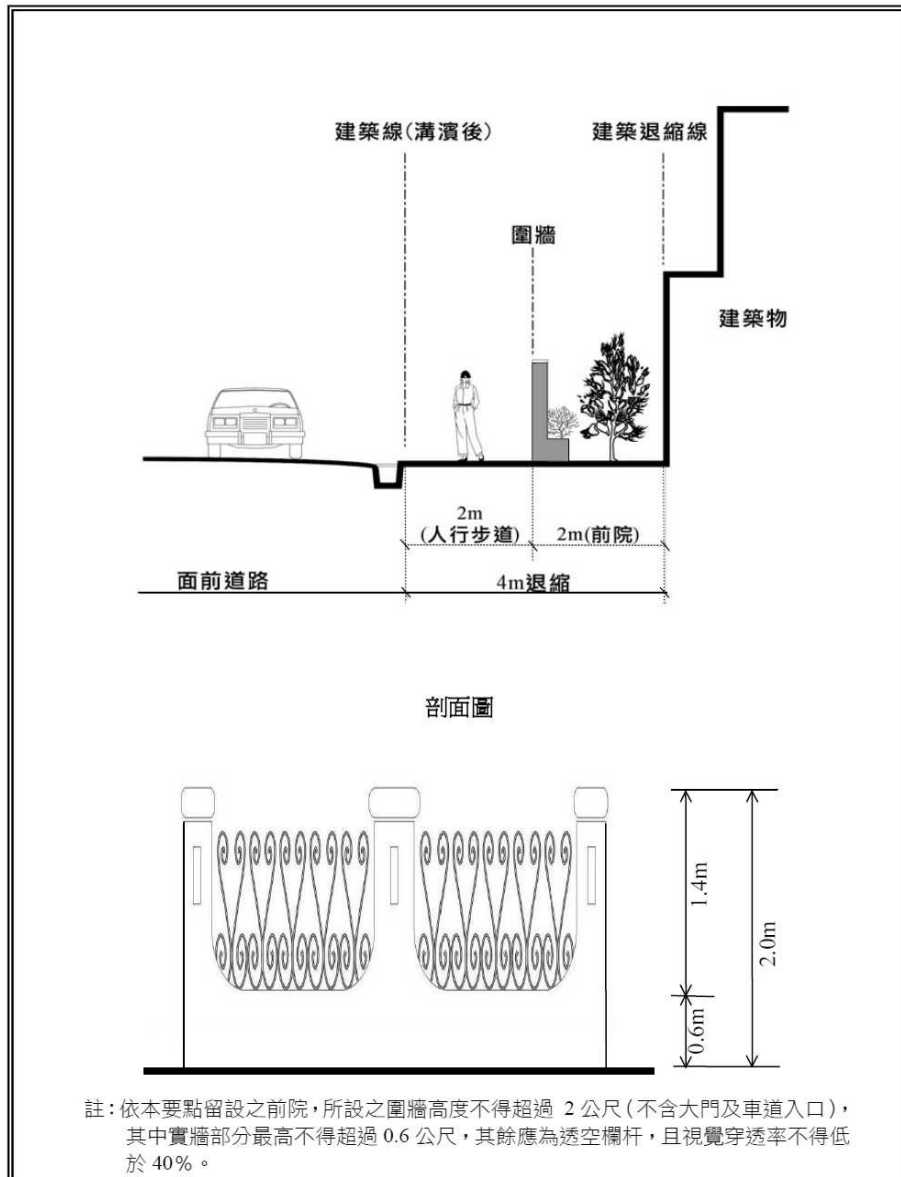 建築線(溝濱後)
建築退縮線
圍牆
建築物
2m
(人行步道)
2m(前院)
面前道路
4m退縮
剖面圖
1.4m
2.0m
0.6m
註：依本要點留設之前院，所設之圍牆高度不得超過 2 公尺(不含大門及車道入口)，
其中實牆部分最高不得超過 0.6 公尺，其餘應為透空欄杆，且視覺穿透率不得低
於 40%。